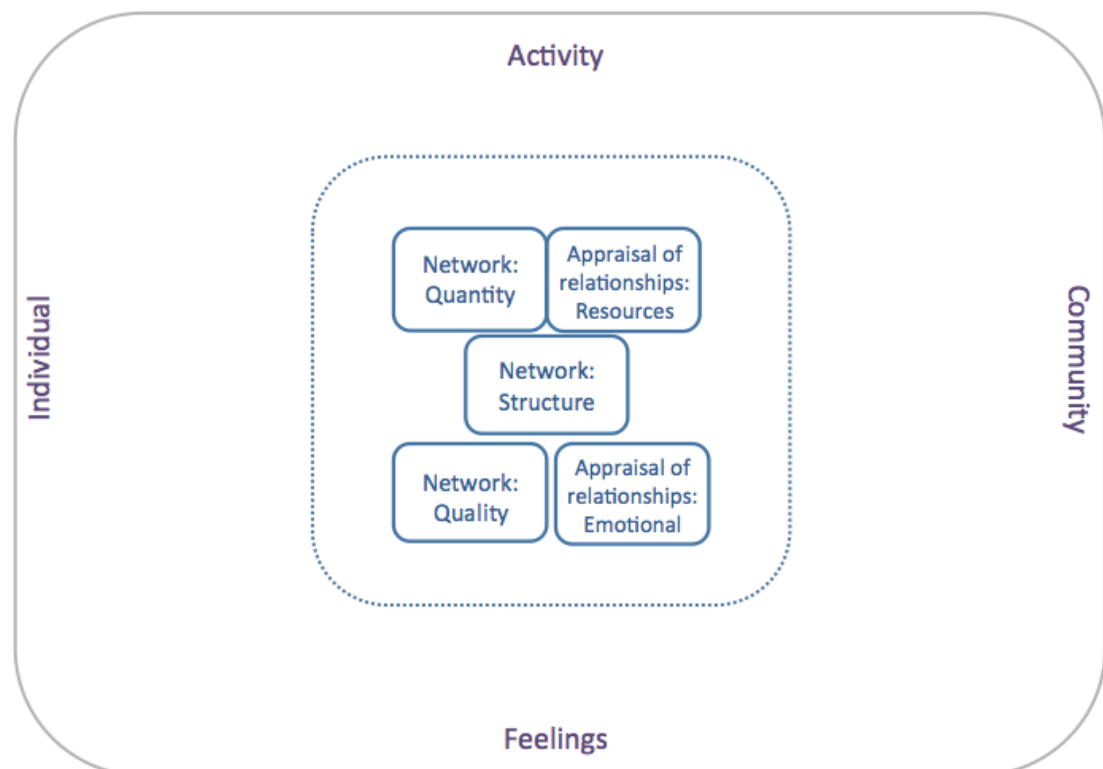 Activity
Individual
Network:
Quantity
Appraisal of
relationships:
Resources
Network:
Structure
Network:
Quality
Appraisal of
relationships:
Emotional
Community
Feelings